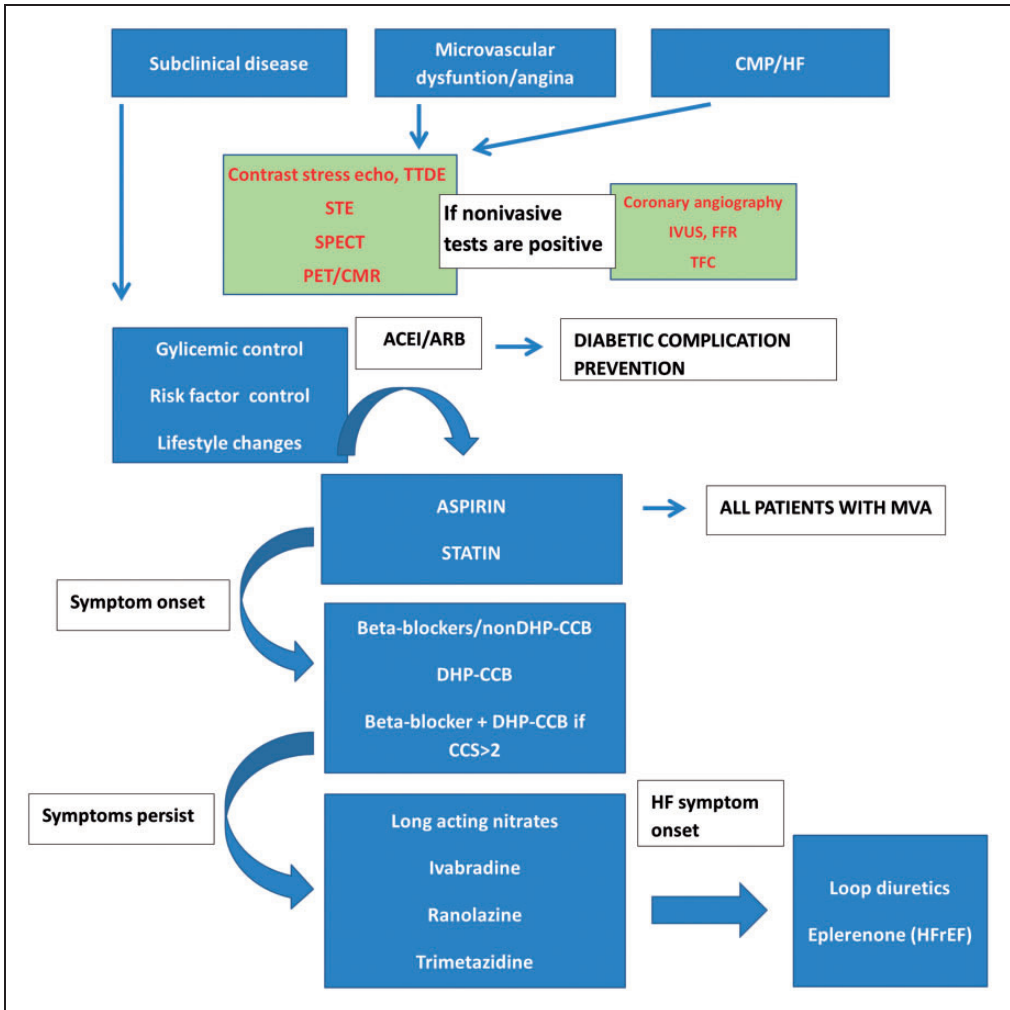 Subclinical disease
Microvascular
dysfuntion/angina
CMP/HF
Contrast stress echo, TTDE
STE
SPECT
PET/CMR
If nonivasive
tests are positive
Coronary angiography
IVUS, FFR
TFC
Gylicemic control
Risk factor control
Lifestyle changes
ACEI/ARB
DIABETIC COMPLICATION
PREVENTION
ASPIRIN
STATIN
ALL PATIENTS WITH MVA
Symptom onset
Beta-blockers/nonDHP-CCB
DHP-CCB
Beta-blocker + DHP-CCB if
CCS>2
Symptoms persist
Long acting nitrates
Ivabradine
Ranolazine
Trimetazidine
HF symptom
onset
Loop diuretics
Eplerenone (HFrEF)